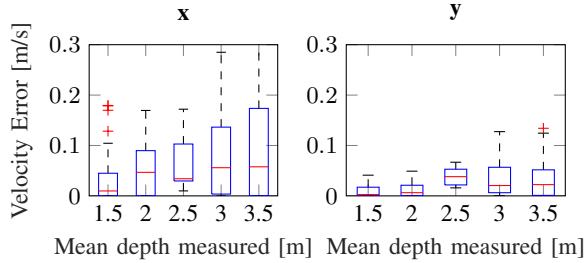 x y
Velocity Error [m/s]
0.3 0.3
0.2 0.2
0.1 0.1
0 0
1.5 2 2.5 3 3.5 1.5 2 2.5 3 3.5
Mean depth measured [m] Mean depth measured [m]